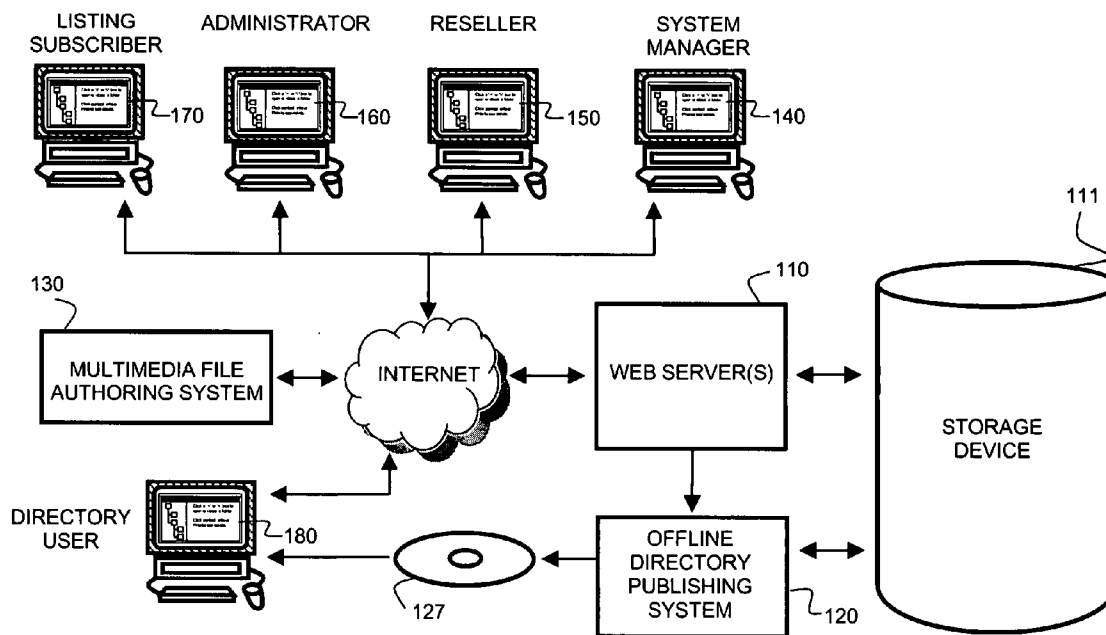 LISTING
SUBSCRIBER
ADMINISTRATOR
RESELLER
SYSTEM
MANAGER
170
160
150
140
111
130
110
MULTIMEDIA FILE
AUTHORING SYSTEM
INTERNET
WEB SERVER(S)
STORAGE
DEVICE
DIRECTORY
USER
180
127
OFFLINE
DIRECTORY
PUBLISHING
SYSTEM
120